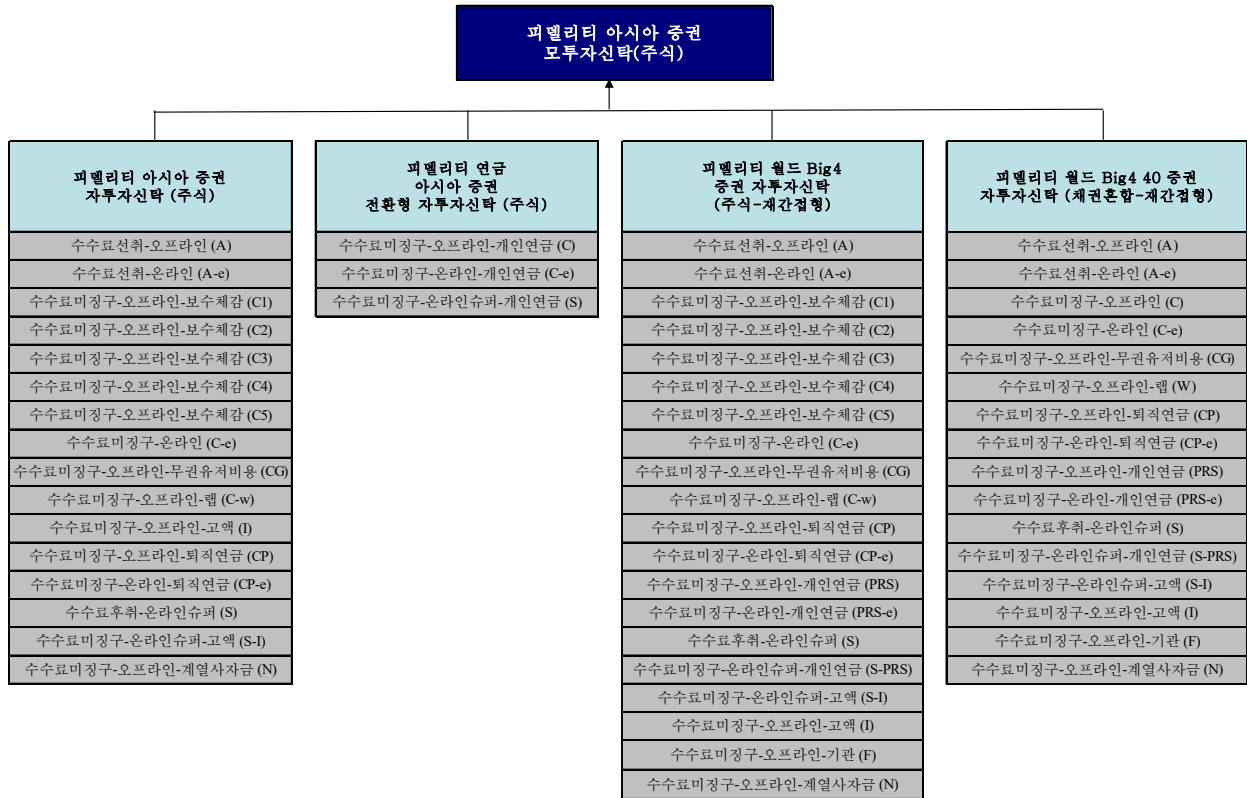 피델리티 아시아 증권
모투자신탁(주식)
피델리티 아시아 증권
자투자신탁 (주식)
수수료선취-오프라인 (A)
수수료선취-온라인 (A-e)
수수료미징구-오프라인-보수체감 (C1)
수수료미징구-오프라인-보수체감 (C2)
수수료미징구-오프라인-보수체감 (C3)
수수료미징구-오프라인-보수체감 (C4)
수수료미징구-오프라인-보수체감 (C5)
수수료미징구-온라인 (C-e)
수수료미징구-오프라인-무권유저비용 (CG)
수수료미징구-오프라인-랩 (C-w)
수수료미징구-오프라인-고액 (I)
수수료미징구-오프라인-퇴직연금 (CP)
수수료미징구-온라인-퇴직연금 (CP-e)
수수료후취-온라인슈퍼 (S)
수수료미징구-온라인슈퍼-고액 (S-I)
수수료미징구-오프라인-계열사자금 (N)
피델리티 연금
아시아 증권
전환형 자투자신탁 (주식)
수수료미징구-오프라인-개인연금 (C)
수수료미징구-온라인-개인연금 (C-e)
수수료미징구-온라인슈퍼-개인연금 (S)
피델리티 월드 Big4
증권 자투자신탁
(주식-재간접형)
수수료선취-오프라인 (A)
수수료선취-온라인 (A-e)
수수료미징구-오프라인-보수체감 (C1)
수수료미징구-오프라인-보수체감 (C2)
수수료미징구-오프라인-보수체감 (C3)
수수료미징구-오프라인-보수체감 (C4)
수수료미징구-오프라인-보수체감 (C5)
수수료미징구-온라인 (C-e)
수수료미징구-오프라인-무권유저비용 (CG)
수수료미징구-오프라인-랩 (C-w)
수수료미징구-오프라인-퇴직연금 (CP)
수수료미징구-온라인-퇴직연금 (CP-e)
수수료미징구-오프라인-개인연금 (PRS)
수수료미징구-온라인-개인연금 (PRS-e)
수수료후취-온라인슈퍼 (S)
수수료미징구-온라인슈퍼-개인연금 (S-PRS)
수수료미징구-온라인슈퍼-고액 (S-I)
수수료미징구-오프라인-고액 (I)
수수료미징구-오프라인-기관 (F)
수수료미징구-오프라인-계열사자금 (N)
피델리티 월드 Big4 40 증권
자투자신탁 (채권혼합-재간접형)
수수료선취-오프라인 (A)
수수료선취-온라인 (A-e)
수수료미징구-오프라인 (C)
수수료미징구-온라인 (C-e)
수수료미징구-오프라인-무권유저비용 (CG)
수수료미징구-오프라인-랩 (W)
수수료미징구-오프라인-퇴직연금 (CP)
수수료미징구-온라인-퇴직연금 (CP-e)
수수료미징구-오프라인-개인연금 (PRS)
수수료미징구-온라인-개인연금 (PRS-e)
수수료후취-온라인슈퍼 (S)
수수료미징구-온라인슈퍼-개인연금 (S-PRS)
수수료미징구-온라인슈퍼-고액 (S-I)
수수료미징구-오프라인-고액 (I)
수수료미징구-오프라인-기관 (F)
수수료미징구-오프라인-계열사자금 (N)